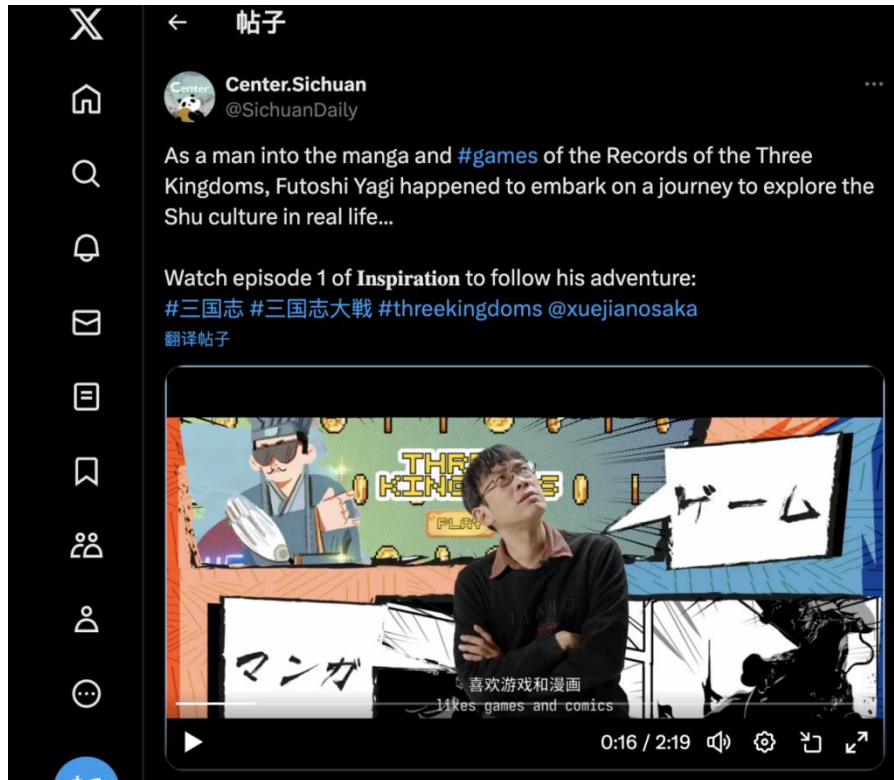 帖子
Center
Center.Sichuan
@SichuanDaily
As a man into the manga and #games of the Records of the Three
Kingdoms, Futoshi Yagi happened to embark on a journey to explore the
Shu culture in real life...
Watch episode 1 of Inspiration to follow his adventure:
#三国志 #三国志大戦 #threekingdoms @xuejianosaka
翻译帖子
PLAY
ゲーム
マンガ
喜欢游戏和漫画
likes games and comics
0:16 / 2:19